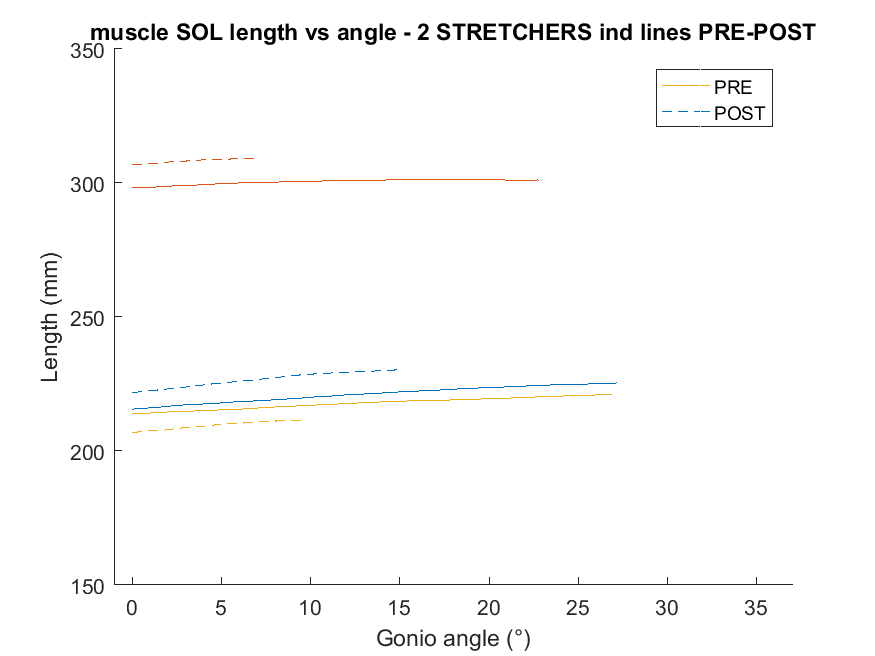 muscle SOL length vs angle - 2 STRETCHERS ind lines PRE-POST
350
300
250
200
150
Length (mm)
PRE
POST
0 5 10 15 20 25 30 35
Gonio angle (°)